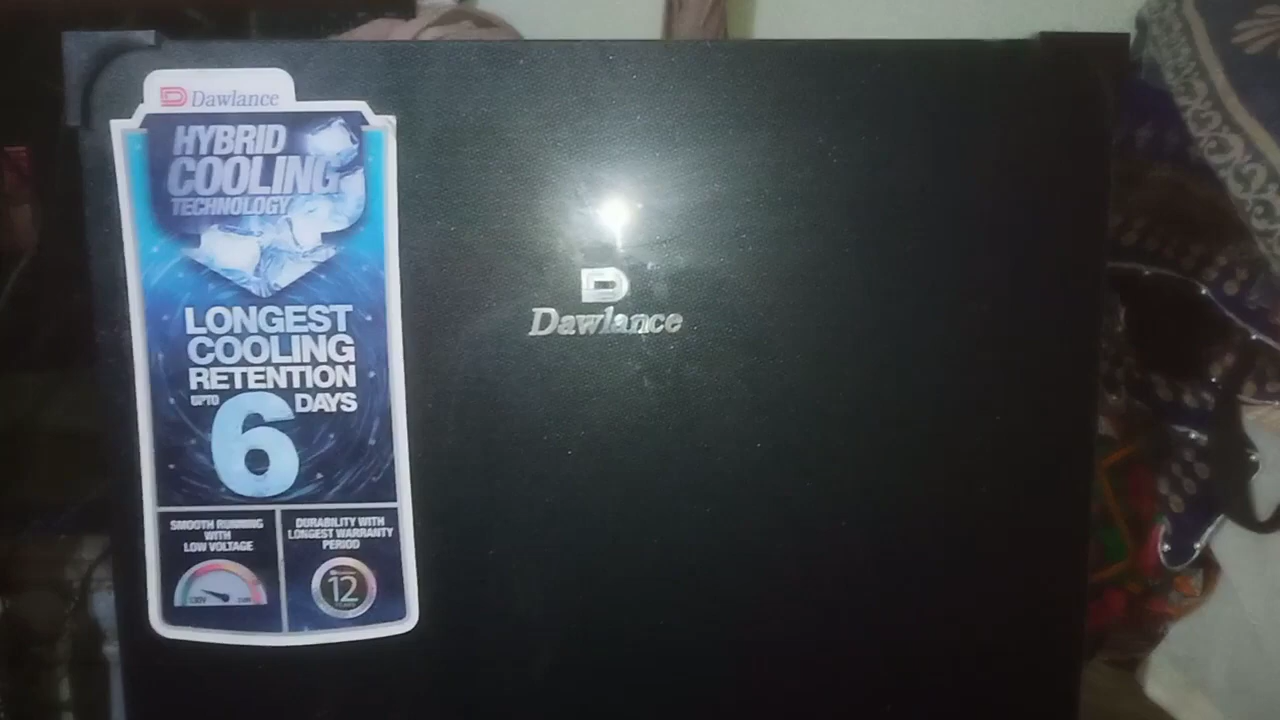 Dawlance
HYBRID
COOLING
TECHNOLOGY
LONGEST
COOLING
RETENTION
UPTO 6 DAYS
SMOOTH RUNNING
WITH
LOW VOLTAGE
DURABILITY WITH
LONGEST WARRANTY
PERIOD
12
YEARS
Dawlance